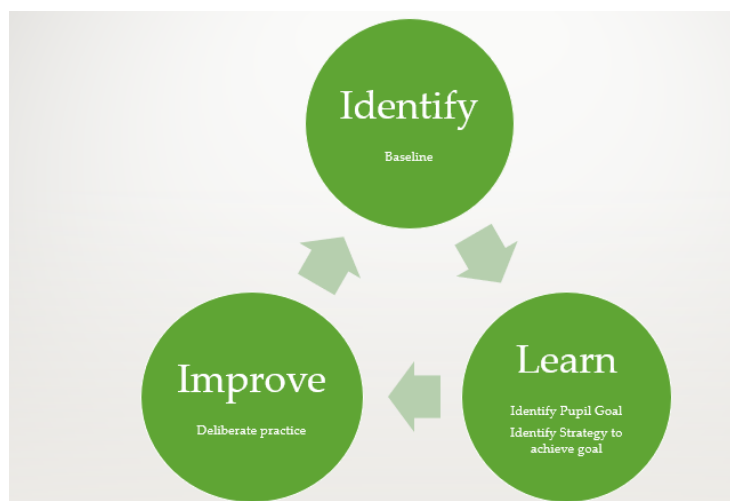 Identify
Baseline
Learn
Identify Pupil Goal
Identify Strategy to
achieve goal
Improve
Deliberate practice